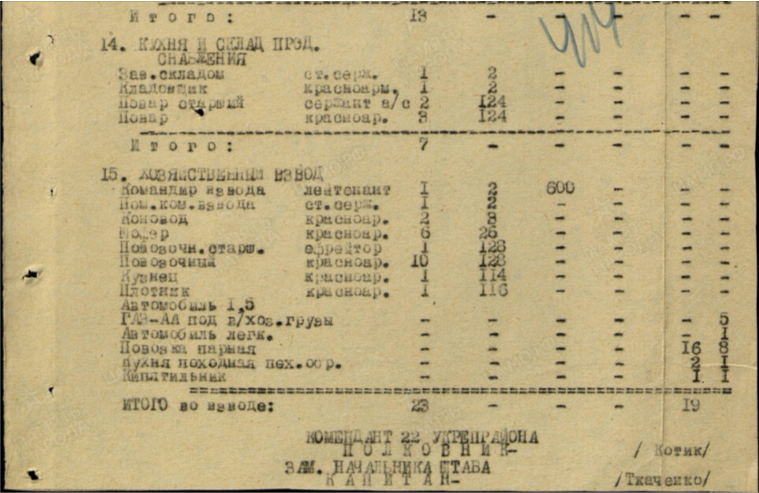 Итого: 13 - - - - -
414
14. КУХНЯ И СКЛАД ПРОД.
СНАБЖЕНИЯ
Зав.складом ст.серж. 1 2 - - - -
Кладовщик красноарм. 1 2 - - - -
Повар старший сержант а/с 2 124 - - - -
Повар красноар. 3 124 - - - -
Итого: 7 - - - - -
15. ХОЗЯЙСТВЕННЫЙ ВЗВОД
Командир взвода лейтенант 1 2 600 - - -
Пом.ком.взвода ст.серж. 1 2 - - - -
Коновод красноар. 2 8 - - - -
красноар. 6 26 - - - -
Повозочн.старш. ефрейтор 1 128 - - - -
Повозочный красноар. 10 128 - - - -
Кузнец красноар. 1 114 - - - -
Плотник красноар. 1 116 - - - -
Автомобиль 1,5
ГАЗ-АА под в/хоз.грузы - - - - - 5
Автомобиль легк. - - - - - 1
Повозка парная - - - - 16 8
Кухня походная пех.обр. - - - - 2 1
Кипятильник - - - - 1 1
ИТОГО во взводе: 23 - - - 19
КОМЕНДАНТ 22 УКРЕПРАЙОНА
ПОЛКОВНИК- / Котик/
ЗАМ. НАЧАЛЬНИКА ШТАБА
КАПИТАН- /Ткаченко/